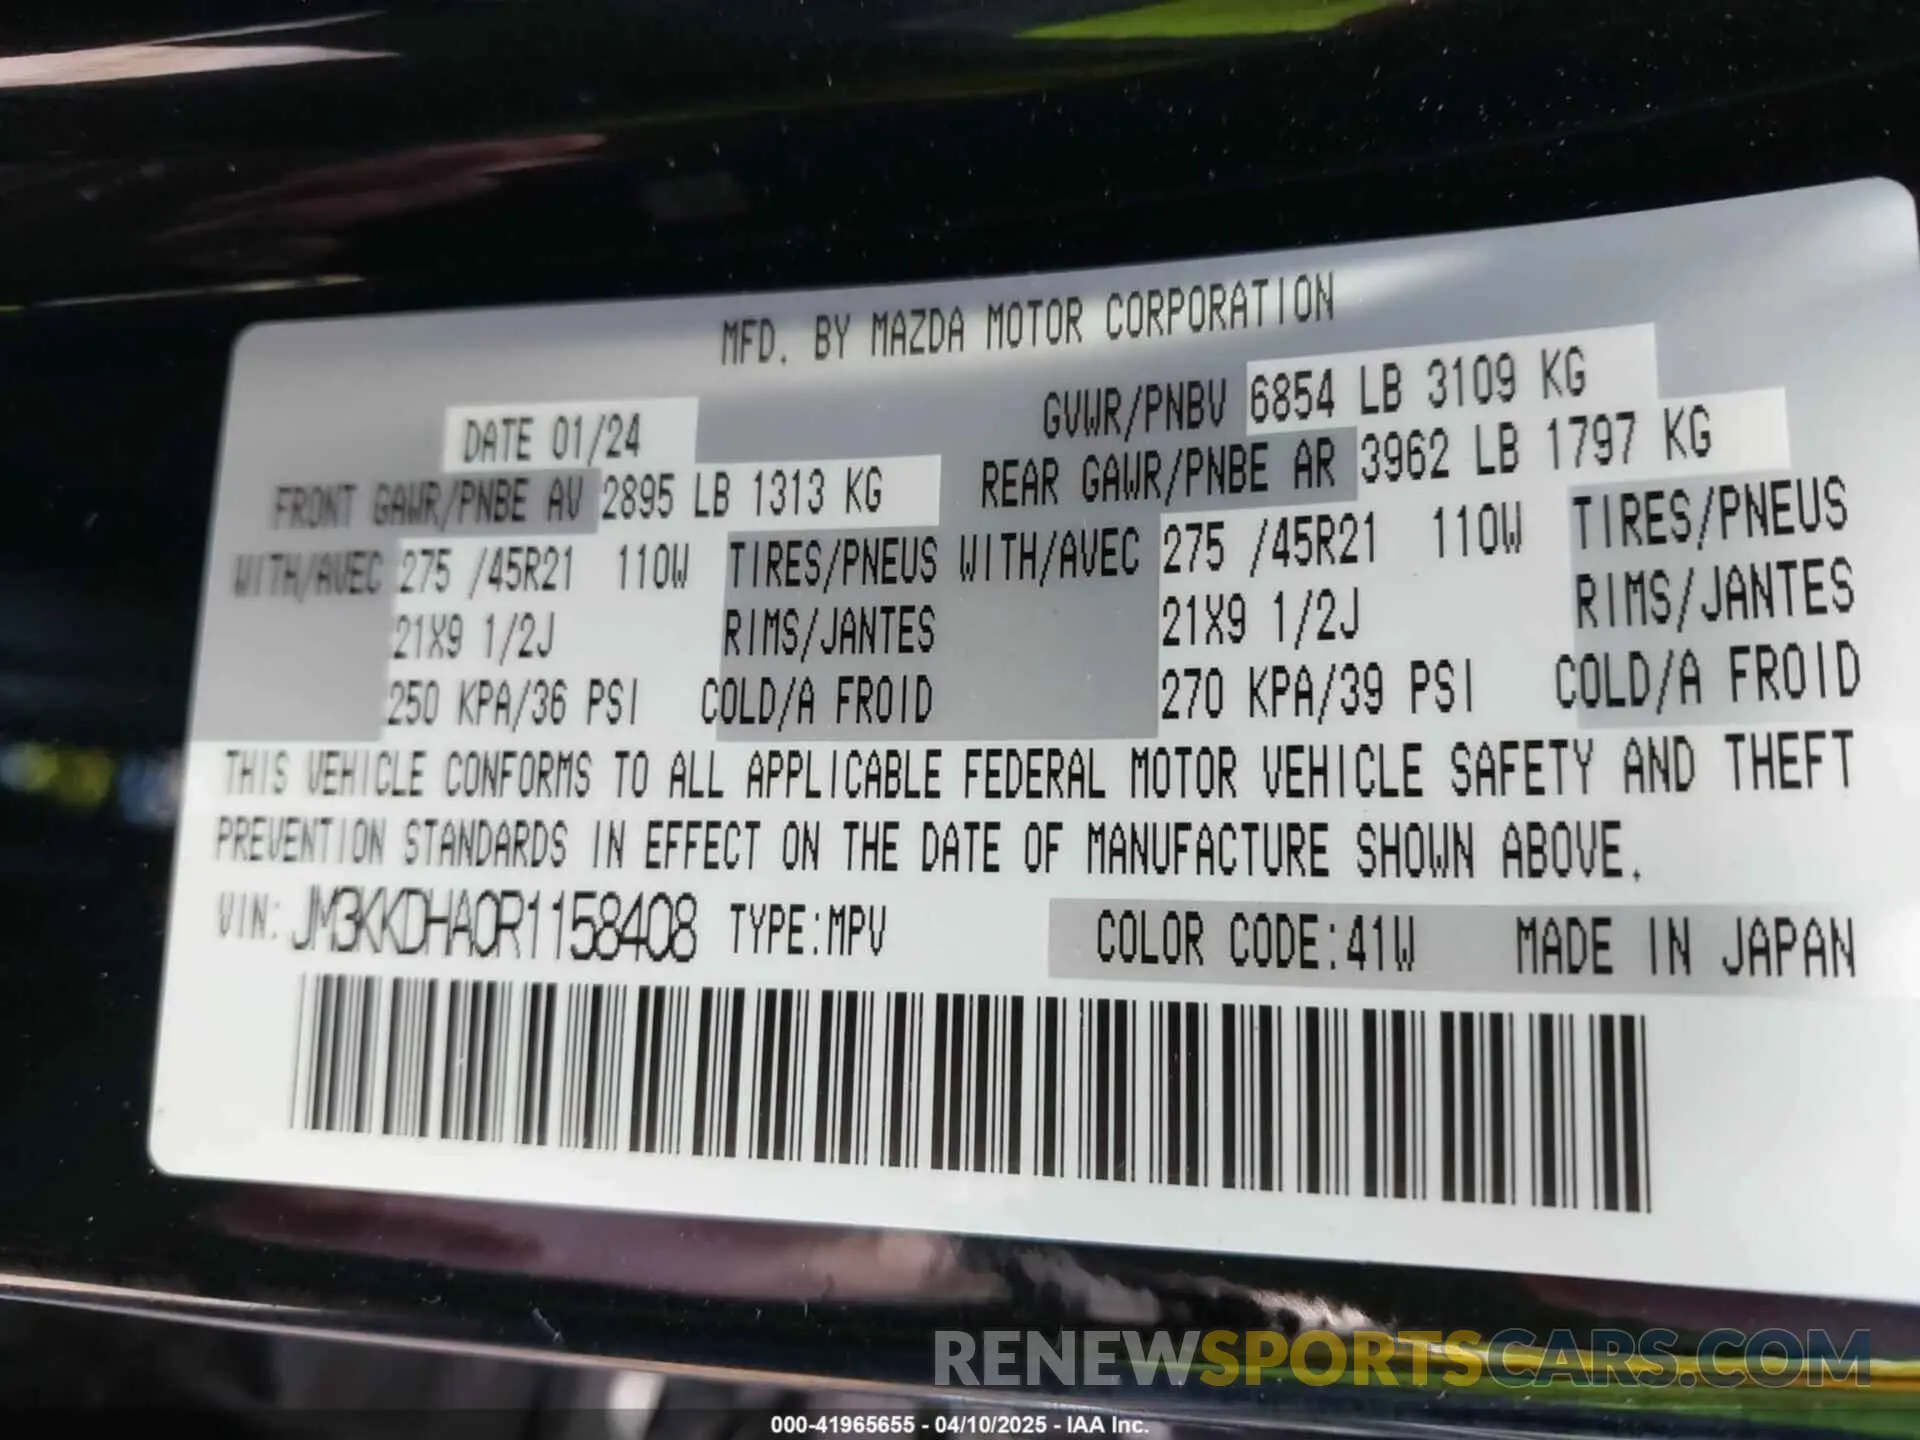 MFD. BY MAZDA MOTOR CORPORATION
DATE 01/24 GVWR/PNBV 6854 LB 3109 KG
FRONT GAWR/PNBE AV 2895 LB 1313 KG REAR GAWR/PNBE AR 3962 LB 1797 KG
WITH/AVEC 275 /45R21 110W TIRES/PNEUS WITH/AVEC 275 /45R21 110W TIRES/PNEUS
21X9 1/2J RIMS/JANTES 21X9 1/2J RIMS/JANTES
250 KPA/36 PSI COLD/A FROID 270 KPA/39 PSI COLD/A FROID
THIS VEHICLE CONFORMS TO ALL APPLICABLE FEDERAL MOTOR VEHICLE SAFETY AND THEFT
PREVENTION STANDARDS IN EFFECT ON THE DATE OF MANUFACTURE SHOWN ABOVE.
VIN: JM3KKDHA0R1158408 TYPE:MPV COLOR CODE:41W MADE IN JAPAN
RENEWSPORTSCARS.COM
000-41965655 - 04/10/2025 - IAA Inc.